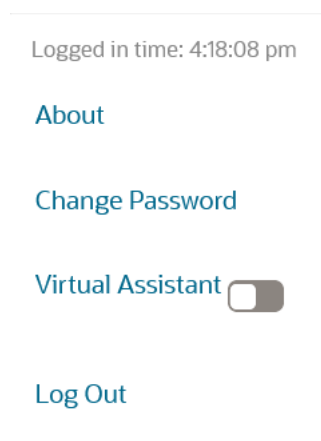 Logged in time: 4:18:08 pm
About
Change Password
Virtual Assistant
Log Out